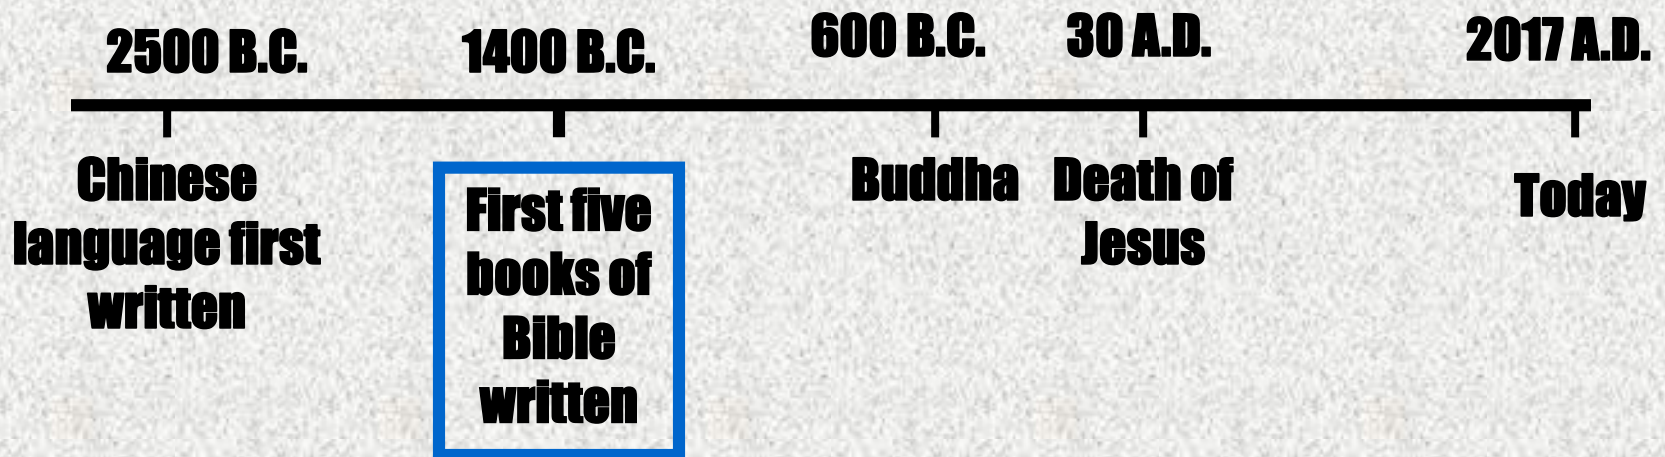 2500 B.C.
1400 B.C.
600 B.C.
30 A.D.
2017 A.D.
Chinese
language first
written
First five
books of
Bible
written
Buddha
Death of
Jesus
Today